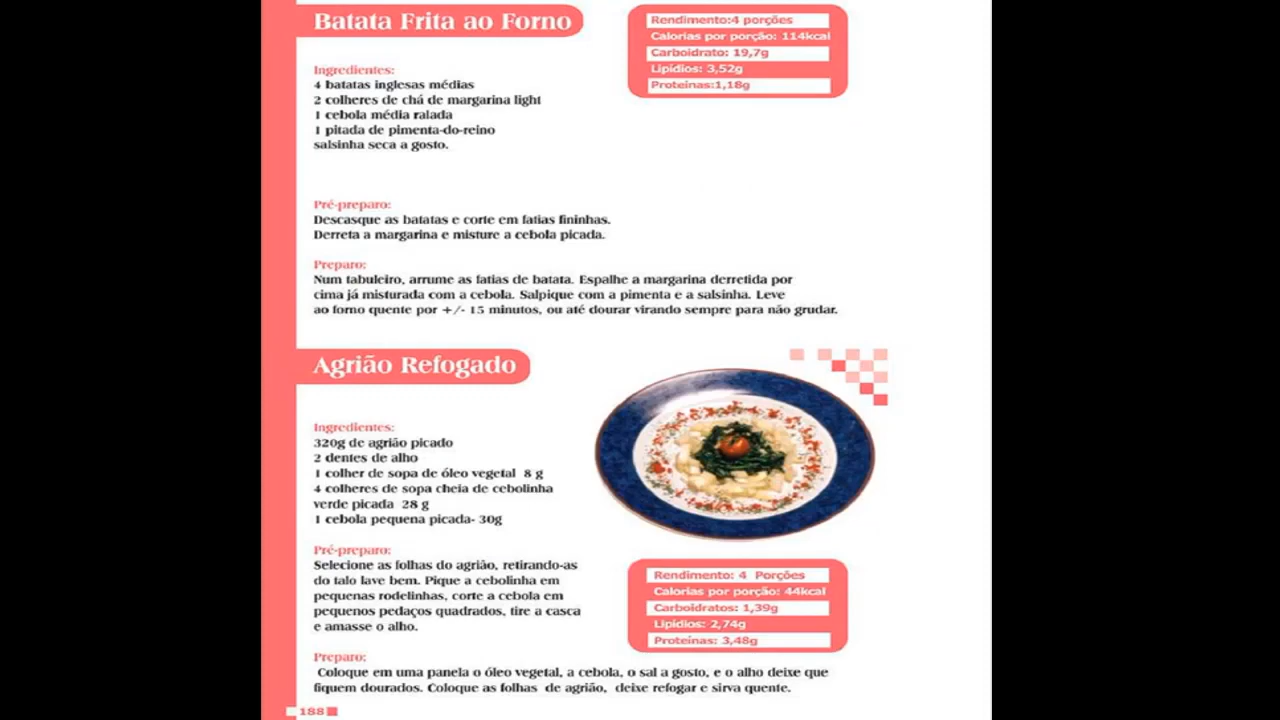 Batata Frita ao Forno
Rendimento:4 porções
Calorias por porção: 114kcal
Carboidrato: 19,7g
Lipídios: 3,52g
Proteinas:1,18g
Ingredientes:
4 batatas inglesas médias
2 colheres de chá de margarina light
1 cebola média ralada
1 pitada de pimenta-do-reino
salsinha seca a gosto.
Pré-preparo:
Descasque as batatas e corte em fatias fininhas.
Derreta a margarina e misture a cebola picada.
Preparo:
Num tabuleiro, arrume as fatias de batata. Espalhe a margarina derretida por
cima já misturada com a cebola. Salpique com a pimenta e a salsinha. Leve
ao forno quente por +/- 15 minutos, ou até dourar virando sempre para não grudar.
Agrião Refogado
Ingredientes:
320g de agrião picado
2 dentes de alho
1 colher de sopa de óleo vegetal 8 g
4 colheres de sopa cheia de cebolinha
verde picada 28 g
1 cebola pequena picada- 30g
Pré-preparo:
Selecione as folhas do agrião, retirando-as
do talo lave bem. Pique a cebolinha em
pequenas rodelinhas, corte a cebola em
pequenos pedaços quadrados, tire a casca
e amasse o alho.
Rendimento: 4 Porções
Calorias por porção: 44kcal
Carboidratos: 1,39g
Lipídios: 2,74g
Proteínas: 3,48g
Preparo:
Coloque em uma panela o óleo vegetal, a cebola, o sal a gosto, e o alho deixe que
fiquem dourados. Coloque as folhas de agrião, deixe refogar e sirva quente.
188